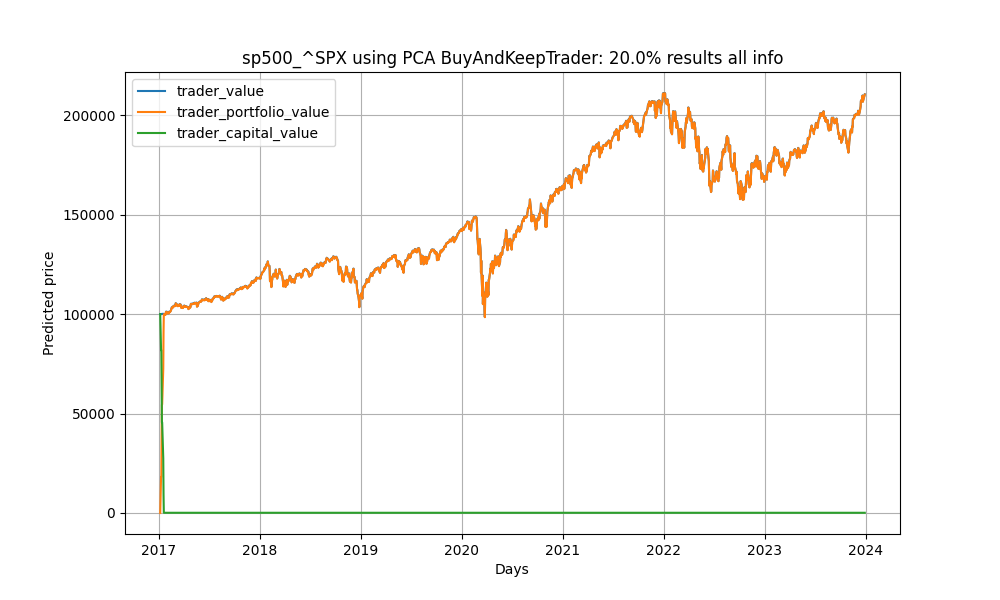 sp500_^SPX using PCA BuyAndKeepTrader: 20.0% results all info
trader_value
trader_portfolio_value
trader_capital_value
200000
150000
100000
50000
0
Predicted price
2017 2018 2019 2020 2021 2022 2023 2024
Days